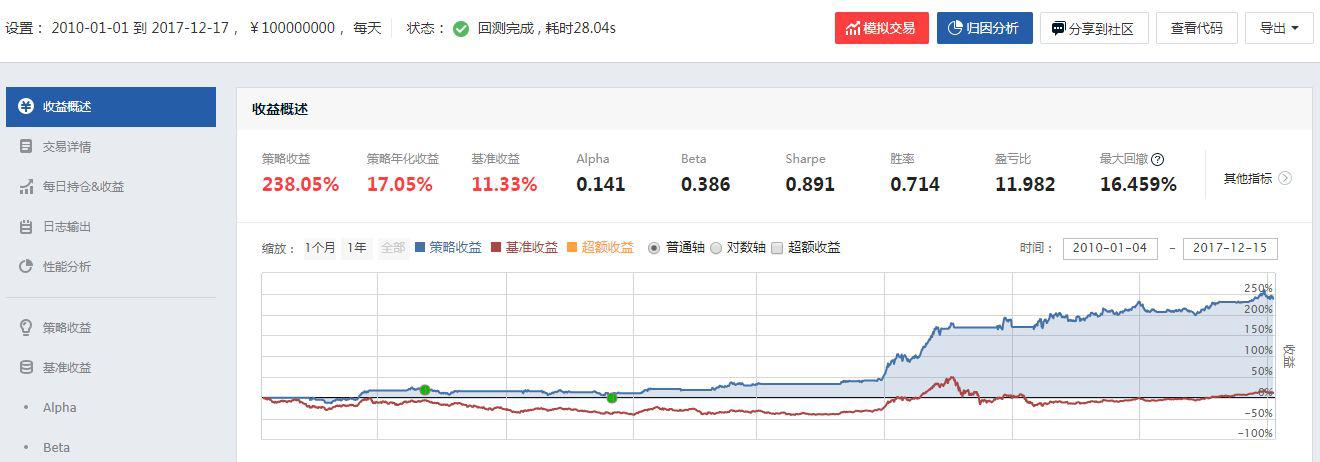 设置： 2010-01-01 到 2017-12-17 ，￥100000000 ，每天 状态： 回测完成 , 耗时28.04s 模拟交易 归因分析 分享到社区 查看代码 导出
收益概述
交易详情
每日持仓&收益
日志输出
性能分析
策略收益
基准收益
Alpha
Beta
收益概述
策略收益 策略年化收益 基准收益 Alpha Beta Sharpe 胜率 盈亏比 最大回撤
238.05% 17.05% 11.33% 0.141 0.386 0.891 0.714 11.982 16.459%
其他指标
缩放： 1个月 1年 全部 策略收益 基准收益 超额收益 普通轴 对数轴 超额收益 时间： 2010-01-04 - 2017-12-15
250%
200%
150%
100%
50%
0%
-50%
-100%
收益